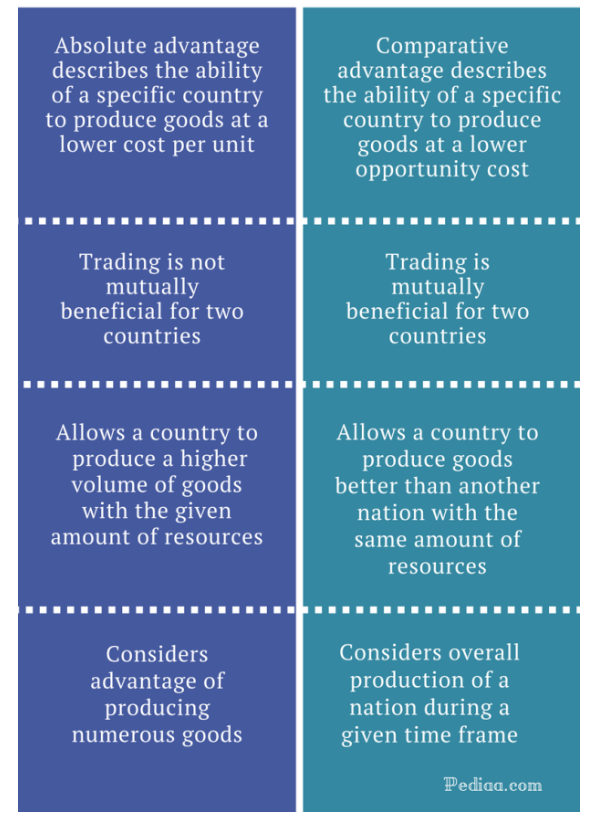 Absolute advantage
describes the ability
of a specific country
to produce goods at a
lower cost per unit
Comparative
advantage describes
the ability of a specific
country to produce
goods at a lower
opportunity cost
Trading is not
mutually
beneficial for two
countries
Trading is
mutually
beneficial for two
countries
Allows a country to
produce a higher
volume of goods
with the given
amount of resources
Allows a country to
produce goods
better than another
nation with the
same amount of
resources
Considers
advantage of
producing
numerous goods
Considers overall
production of a
nation during a
given time frame
Pediaa.com